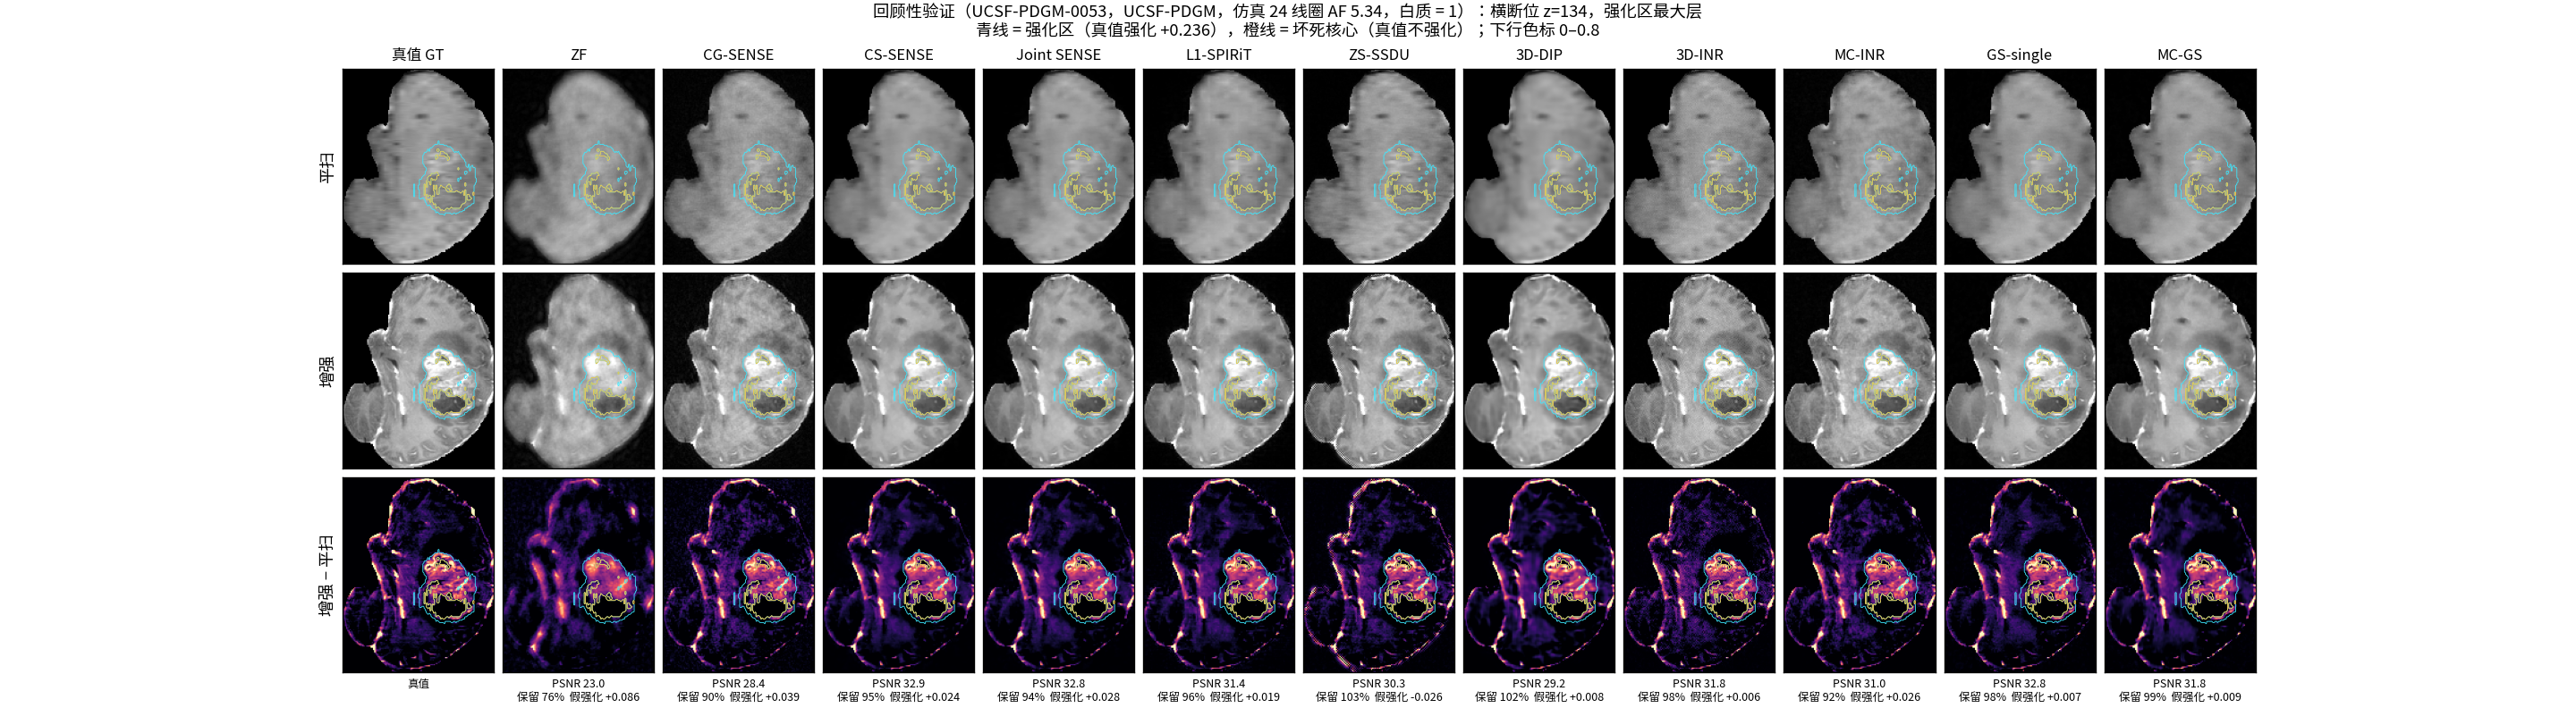 回顾性验证（UCSF-PDGM-0053，UCSF-PDGM，仿真 24 线圈 AF 5.34，白质 = 1）：横断位 z=134，强化区最大层
青线 = 强化区（真值强化 +0.236），橙线 = 坏死核心（真值不强化）；下行色标 0–0.8
真值 GT ZF CG-SENSE CS-SENSE Joint SENSE L1-SPIRiT ZS-SSDU 3D-DIP 3D-INR MC-INR GS-single MC-GS
平扫
增强
增强 − 平扫
真值 PSNR 23.0 PSNR 28.4 PSNR 32.9 PSNR 32.8 PSNR 31.4 PSNR 30.3 PSNR 29.2 PSNR 31.8 PSNR 31.0 PSNR 32.8 PSNR 31.8
保留 76% 假强化 +0.086 保留 90% 假强化 +0.039 保留 95% 假强化 +0.024 保留 94% 假强化 +0.028 保留 96% 假强化 +0.019 保留 103% 假强化 -0.026 保留 102% 假强化 +0.008 保留 98% 假强化 +0.006 保留 92% 假强化 +0.026 保留 98% 假强化 +0.007 保留 99% 假强化 +0.009